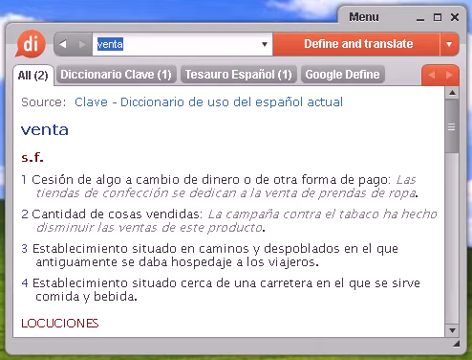 Menu
di
venta
Define and translate
All (2)
Diccionario Clave (1)
Tesauro Español (1)
Google Define
Source: Clave - Diccionario de uso del español actual
venta
s.f.
1 Cesión de algo a cambio de dinero o de otra forma de pago: Las
tiendas de confección se dedican a la venta de prendas de ropa.
2 Cantidad de cosas vendidas: La campaña contra el tabaco ha hecho
disminuir las ventas de este producto.
3 Establecimiento situado en caminos y despoblados en el que
antiguamente se daba hospedaje a los viajeros.
4 Establecimiento situado cerca de una carretera en el que se sirve
comida y bebida.
LOCUCIONES